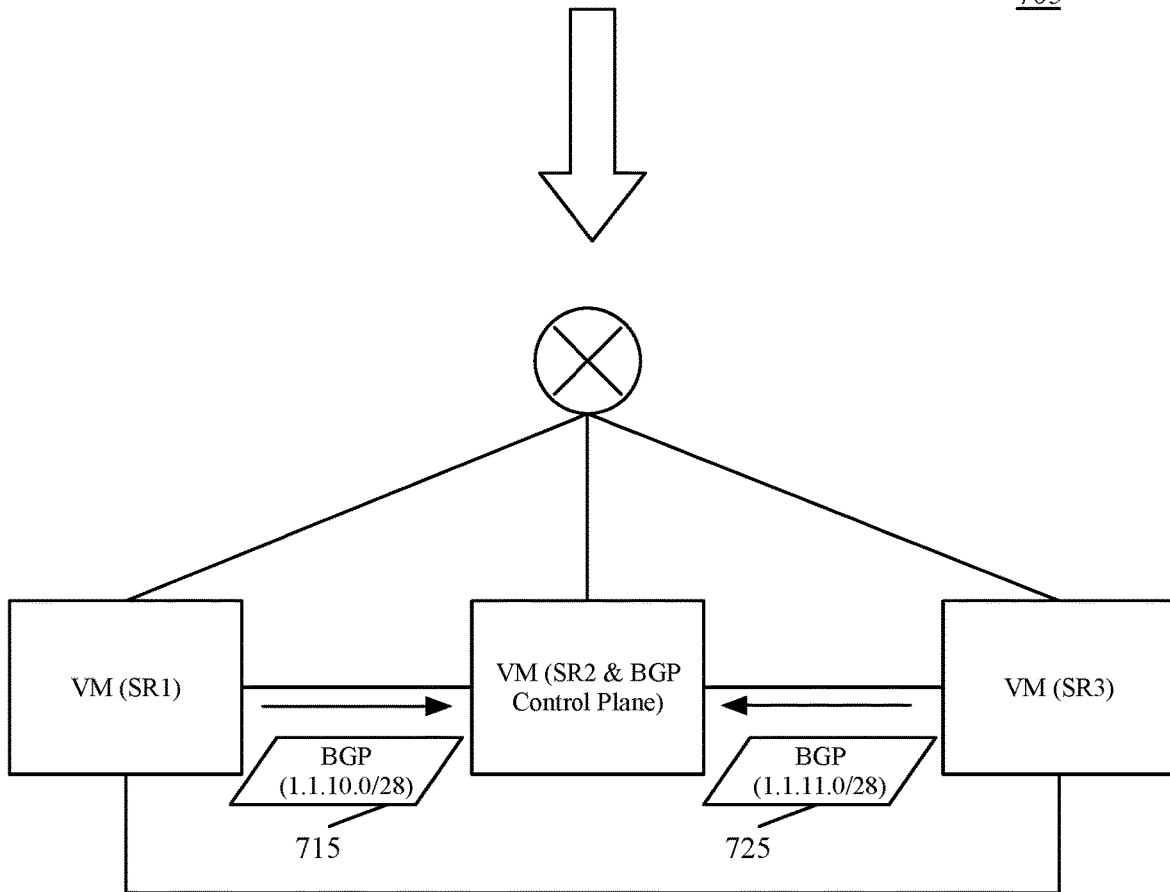 VM (SR1)
VM (SR2 & BGP
Control Plane)
VM (SR3)
BGP
(1.1.10.0/28)
BGP
(1.1.11.0/28)
715
725